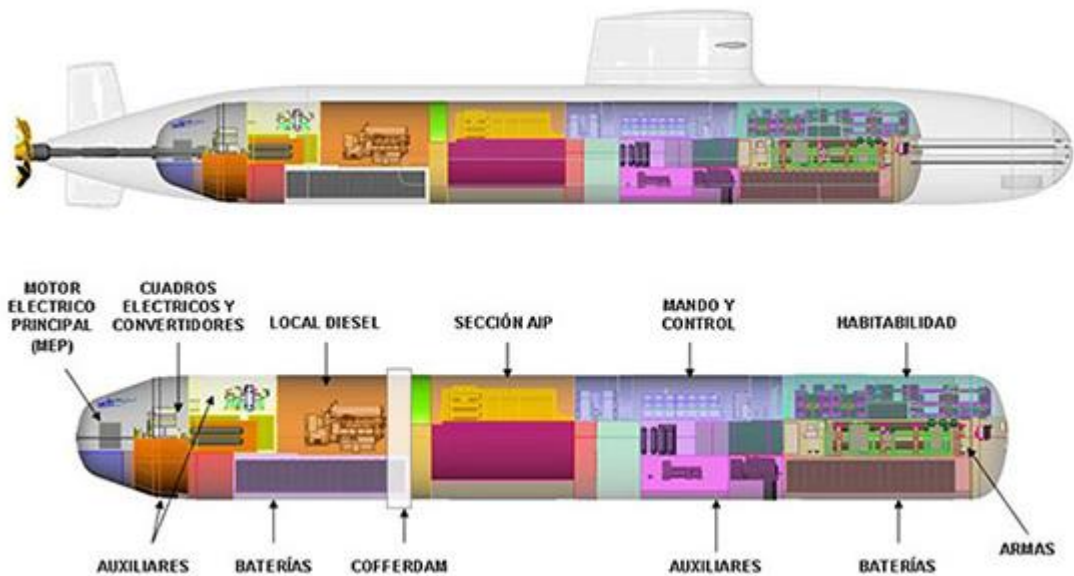 MOTOR
ELECTRICO
PRINCIPAL
(MEP)
CUADROS
ELECTRICOS Y
CONVERTIDORES
LOCAL DIESEL
SECCIÓN AIP
MANDO Y
CONTROL
HABITABILIDAD
AUXILIARES
BATERÍAS
COFFERDAM
AUXILIARES
BATERÍAS
ARMAS